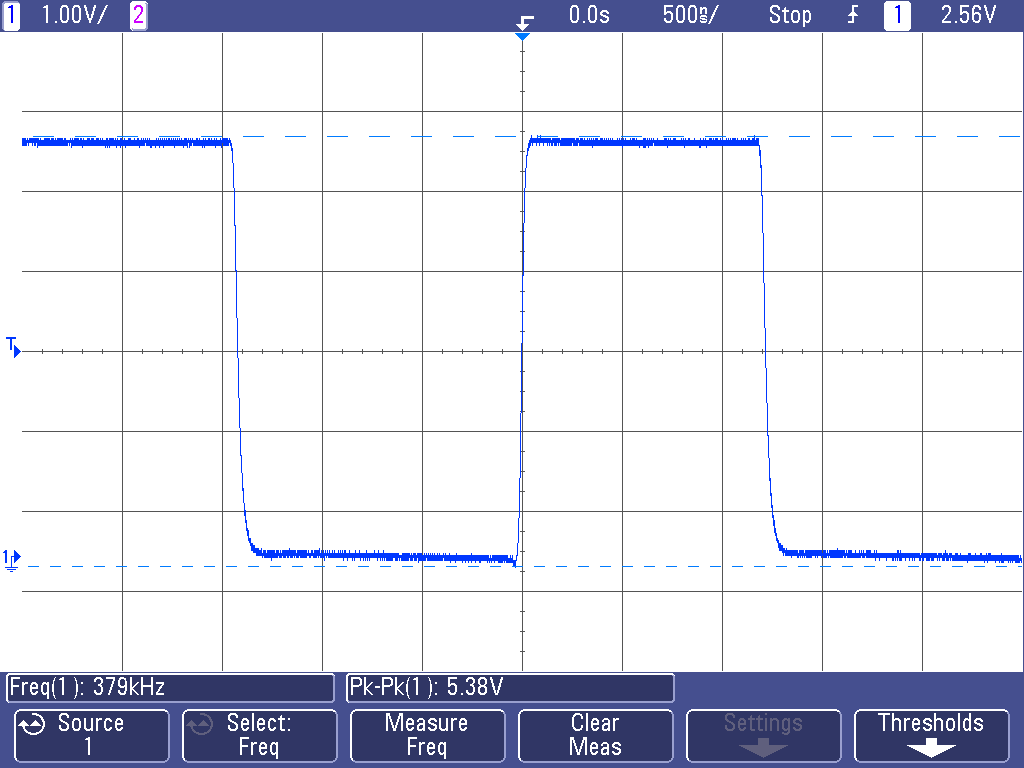 1 1.00V/ 2 0.0s 500ns/ Stop 1 2.56V
T
1
Freq(1): 379kHz Pk-Pk(1): 5.38V
Source Select: Measure Clear Settings Thresholds
1 Freq Freq Meas